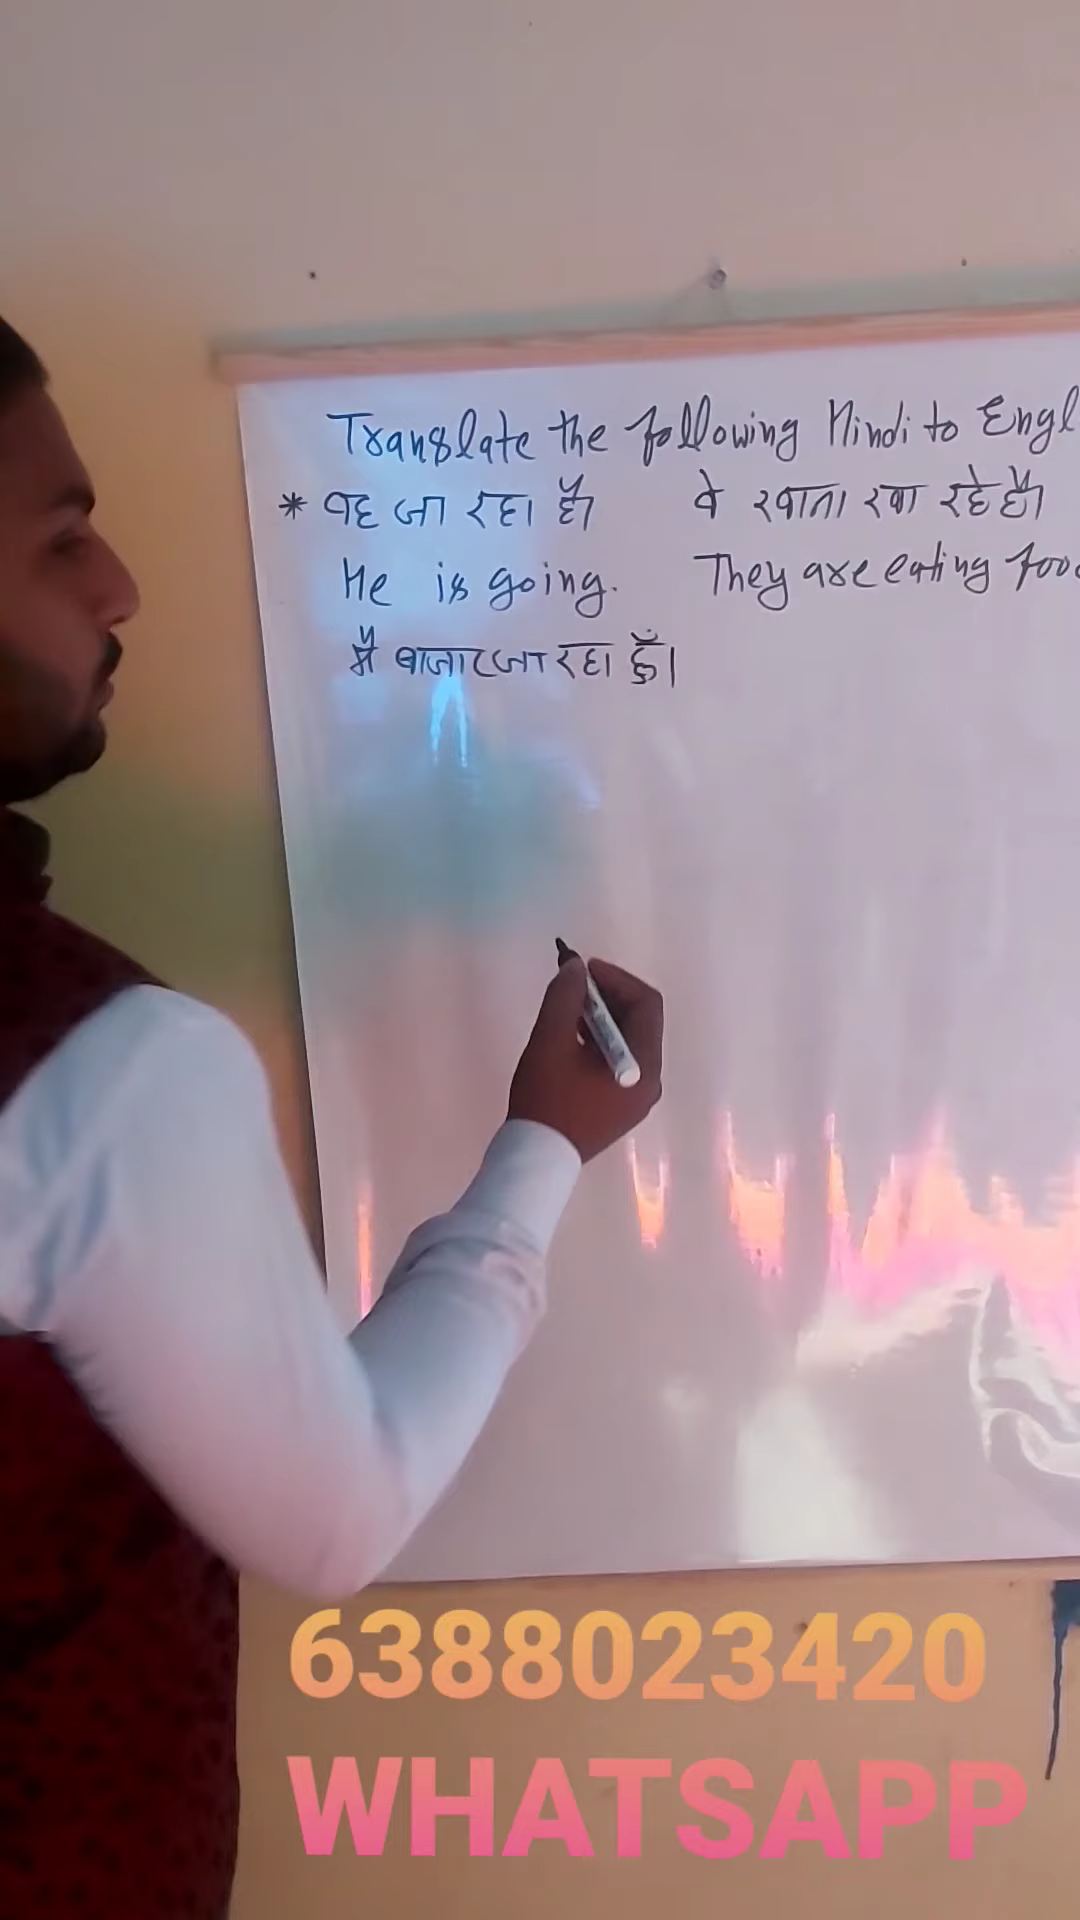 Translate the following Hindi to Engl
* वह जा रहा है। वे खाना खा रहे हैं।
He is going. They are eating foo
मैं बाजार जा रहा हूँ।
6388023420
WHATSAPP